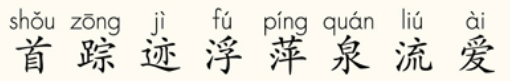 shǒu zōng jì fú píng quán liú ài
首 踪 迹 浮 萍 泉 流 爱